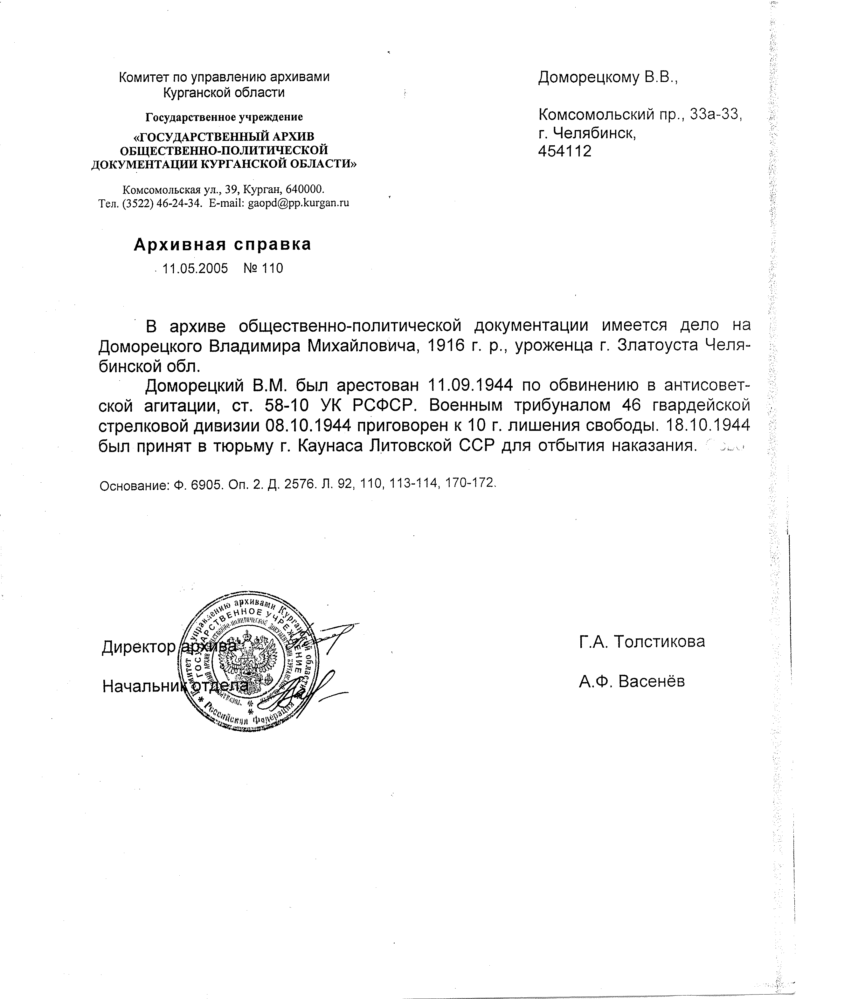 Комитет по управлению архивами
Курганской области
Государственное учреждение
«ГОСУДАРСТВЕННЫЙ АРХИВ
ОБЩЕСТВЕННО-ПОЛИТИЧЕСКОЙ
ДОКУМЕНТАЦИИ КУРГАНСКОЙ ОБЛАСТИ»
Комсомольская ул., 39, Курган, 640000.
Тел. (3522) 46-24-34. E-mail: gaopd@pp.kurgan.ru
Доморецкому В.В.,
Комсомольский пр., 33а-33,
г. Челябинск,
454112
Архивная справка
11.05.2005 № 110
В архиве общественно-политической документации имеется дело на
Доморецкого Владимира Михайловича, 1916 г. р., уроженца г. Златоуста Челя-
бинской обл.
Доморецкий В.М. был арестован 11.09.1944 по обвинению в антисовет-
ской агитации, ст. 58-10 УК РСФСР. Военным трибуналом 46 гвардейской
стрелковой дивизии 08.10.1944 приговорен к 10 г. лишения свободы. 18.10.1944
был принят в тюрьму г. Каунаса Литовской ССР для отбытия наказания.
Основание: Ф. 6905. Оп. 2. Д. 2576. Л. 92, 110, 113-114, 170-172.
Директор архива
Г.А. Толстикова
Начальник отдела
А.Ф. Васенёв
Комитет по управлению архивами Курганской области
Российская Федерация
ГОСУДАРСТВЕННОЕ УЧРЕЖДЕНИЕ